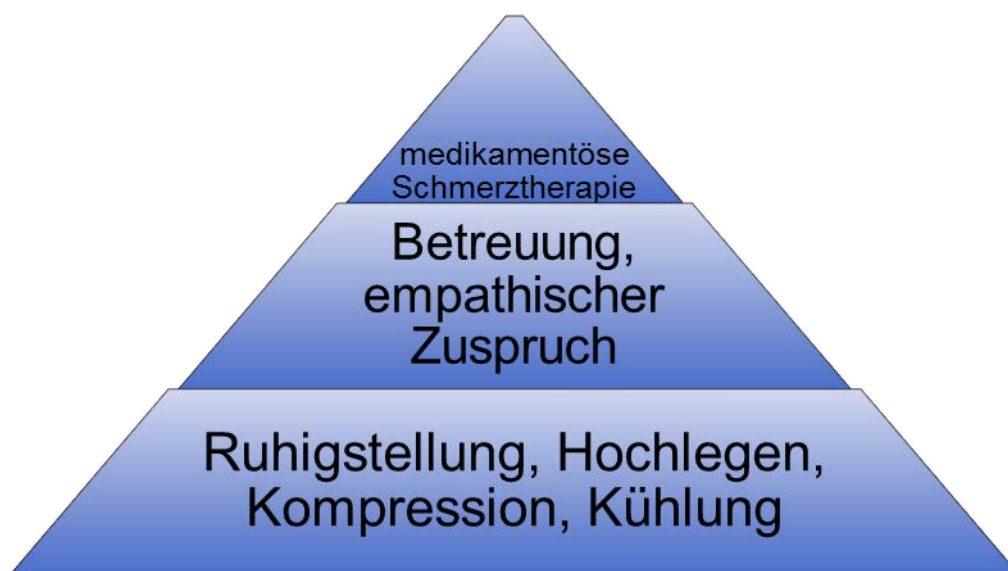 medikamentöse
Schmerztherapie
Betreuung,
empathischer
Zuspruch
Ruhigstellung, Hochlegen,
Kompression, Kühlung